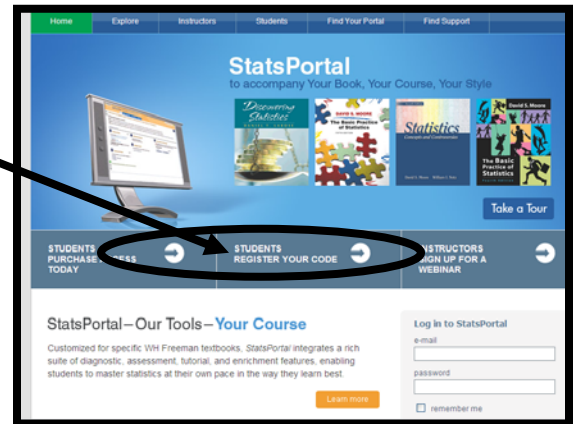 Home Explore Instructors Students Find Your Portal Find Support
StatsPortal
to accompany Your Book, Your Course, Your Style
Discovering
Statistics
DAVID S. MOORE
The Basic Practice
of Statistics
Statistics
Concepts and Controversies
David S. Moore
The Basic
Practice of
Statistics
Take a Tour
STUDENTS
PURCHASE ACCESS
TODAY
STUDENTS
REGISTER YOUR CODE
INSTRUCTORS
SIGN UP FOR A
WEBINAR
StatsPortal–Our Tools–Your Course
Customized for specific WH Freeman textbooks, StatsPortal integrates a rich
suite of diagnostic, assessment, tutorial, and enrichment features, enabling
students to master statistics at their own pace in the way they learn best.
Learn more
Log in to StatsPortal
e-mail
password
remember me